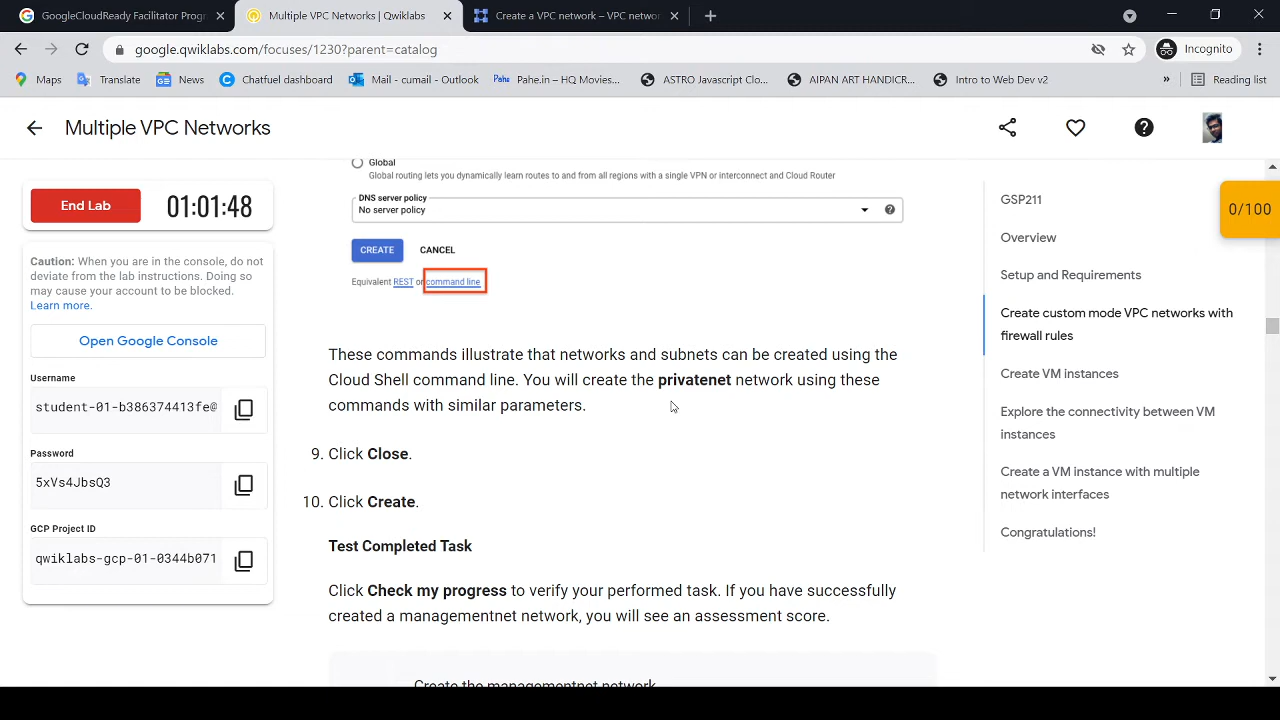 GoogleCloudReady Facilitator Progr
Multiple VPC Networks | Qwiklabs
Create a VPC network – VPC networ
google.qwiklabs.com/focuses/1230?parent=catalog
Incognito
Maps
Translate
News
Chatfuel dashboard
Mail - cumail - Outlook
Pahe Pahe.in – HQ Movies...
ASTRO Javascript Clo...
AIPAN ART HANDICR...
Intro to Web Dev v2
»
Reading list
Multiple VPC Networks
End Lab
01:01:48
Caution: When you are in the console, do not
deviate from the lab instructions. Doing so
may cause your account to be blocked.
Learn more.
Open Google Console
Username
student-01-b386374413fe@
Password
5xVs4JbsQ3
GCP Project ID
qwiklabs-gcp-01-0344b071
Global
Global routing lets you dynamically learn routes to and from all regions with a single VPN or interconnect and Cloud Router
DNS server policy
No server policy
CREATE
CANCEL
Equivalent REST or command line
These commands illustrate that networks and subnets can be created using the
Cloud Shell command line. You will create the privatenet network using these
commands with similar parameters.
9. Click Close.
10. Click Create.
Test Completed Task
Click Check my progress to verify your performed task. If you have successfully
created a managementnet network, you will see an assessment score.
Create the managementnet network
GSP211
Overview
Setup and Requirements
Create custom mode VPC networks with
firewall rules
Create VM instances
Explore the connectivity between VM
instances
Create a VM instance with multiple
network interfaces
Congratulations!
0/100